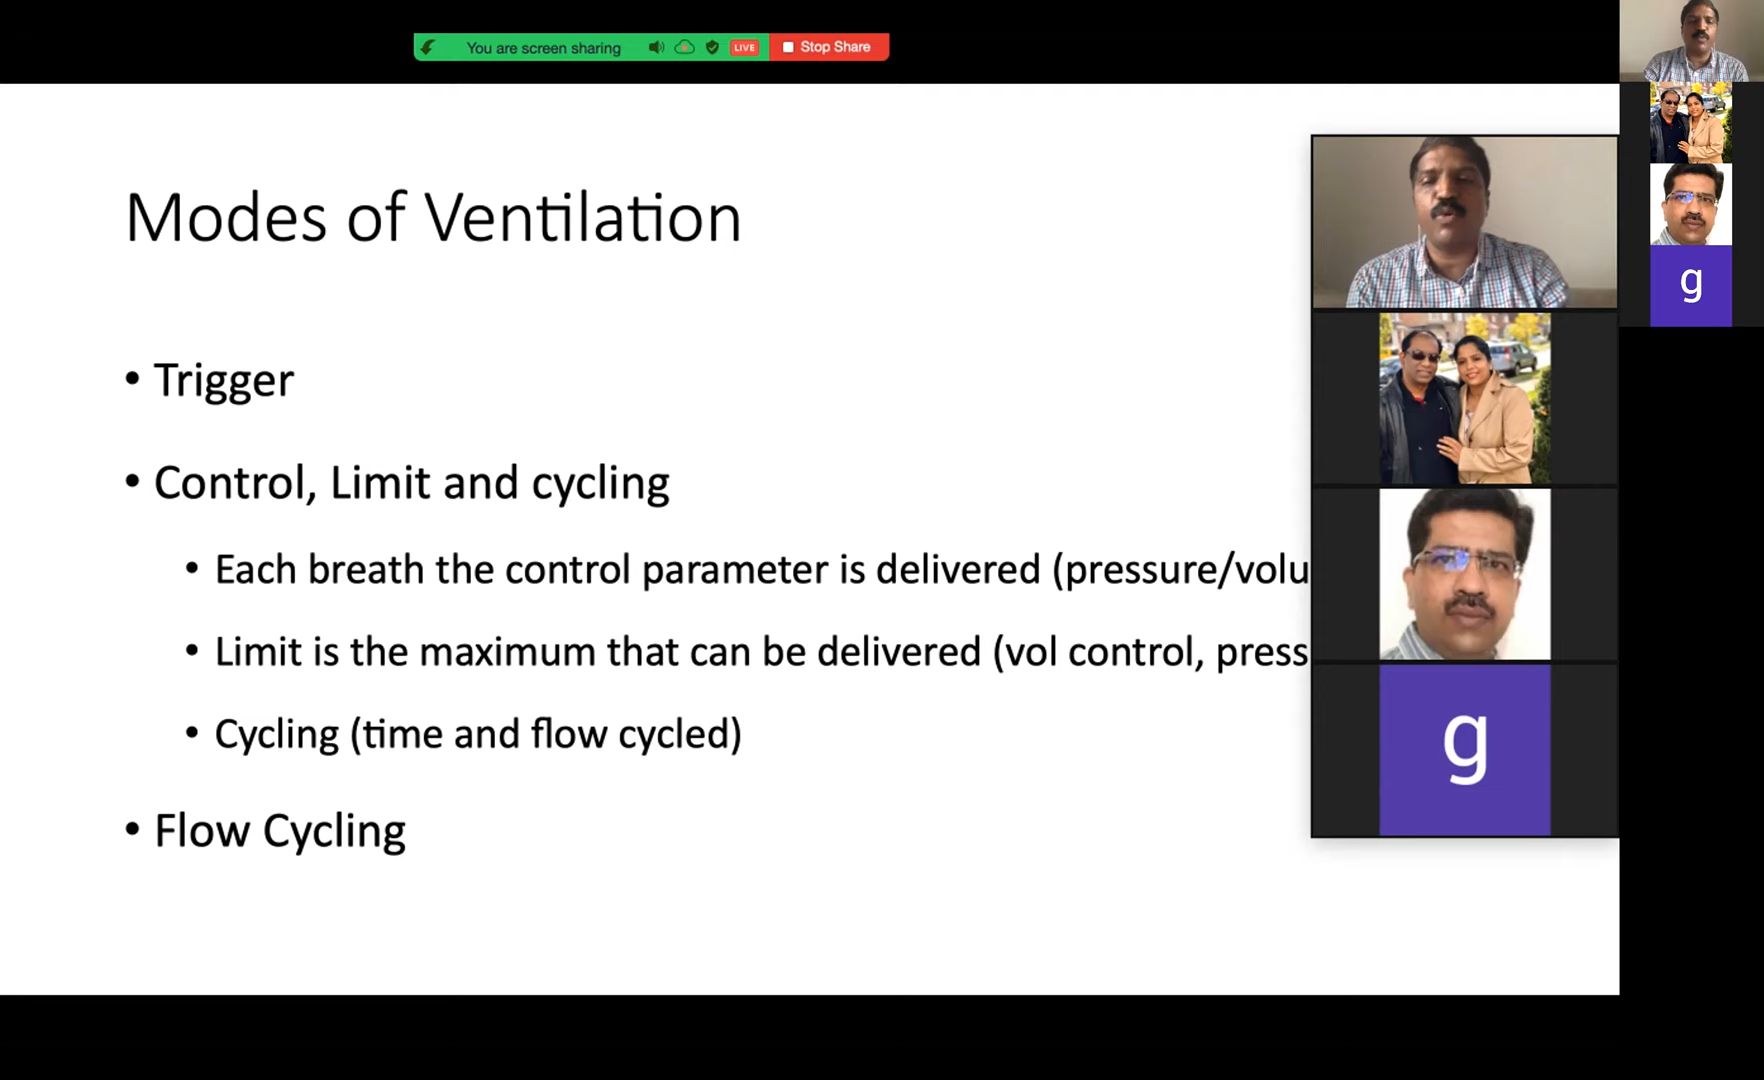 You are screen sharing LIVE Stop Share
Modes of Ventilation
• Trigger
• Control, Limit and cycling
• Each breath the control parameter is delivered (pressure/volu
• Limit is the maximum that can be delivered (vol control, press
• Cycling (time and flow cycled)
• Flow Cycling
g
g